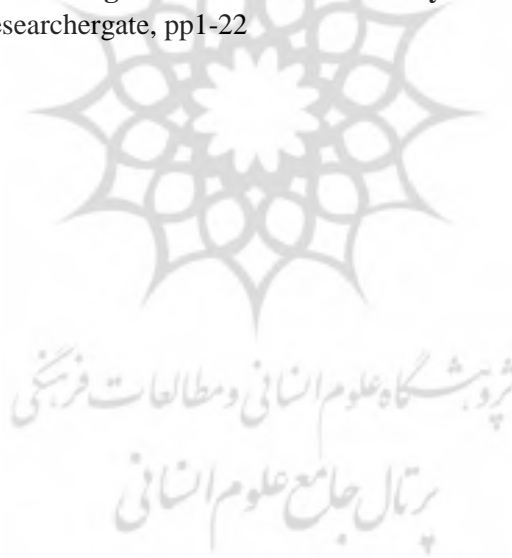 esearchergate, pp1-22
پژوهشگاه علوم انسانی و مطالعات فرهنگی
پرتال جامع علوم انسانی